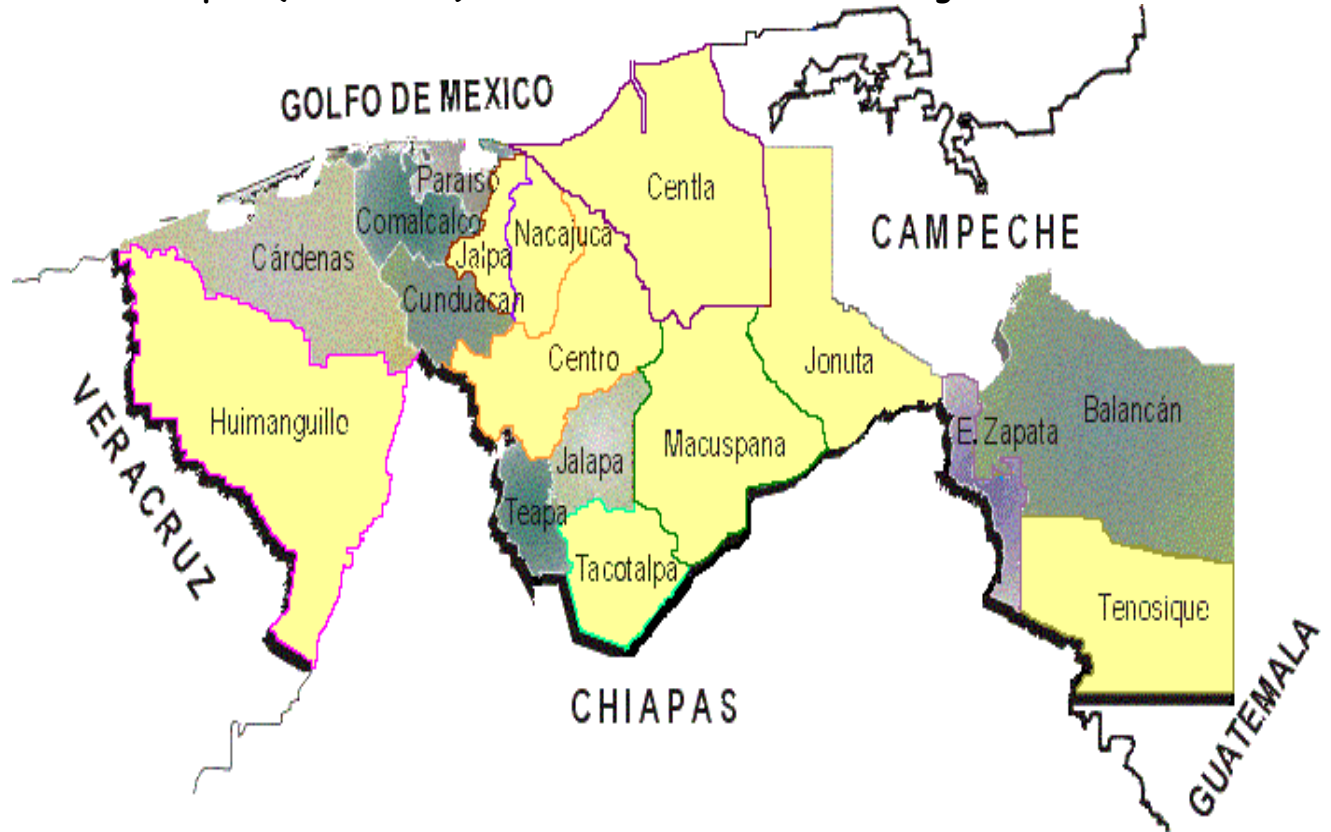 GOLFO DE MEXICO
Paraíso
Centla
Comalcalco
Nacajuca
CAMPECHE
Cárdenas
Jalpa
Cunduacán
Centro
Jonuta
VERACRUZ
Huimanguillo
Balancán
E. Zapata
Macuspana
Jalapa
Teapa
Tacotalpa
Tenosique
CHIAPAS
GUATEMALA